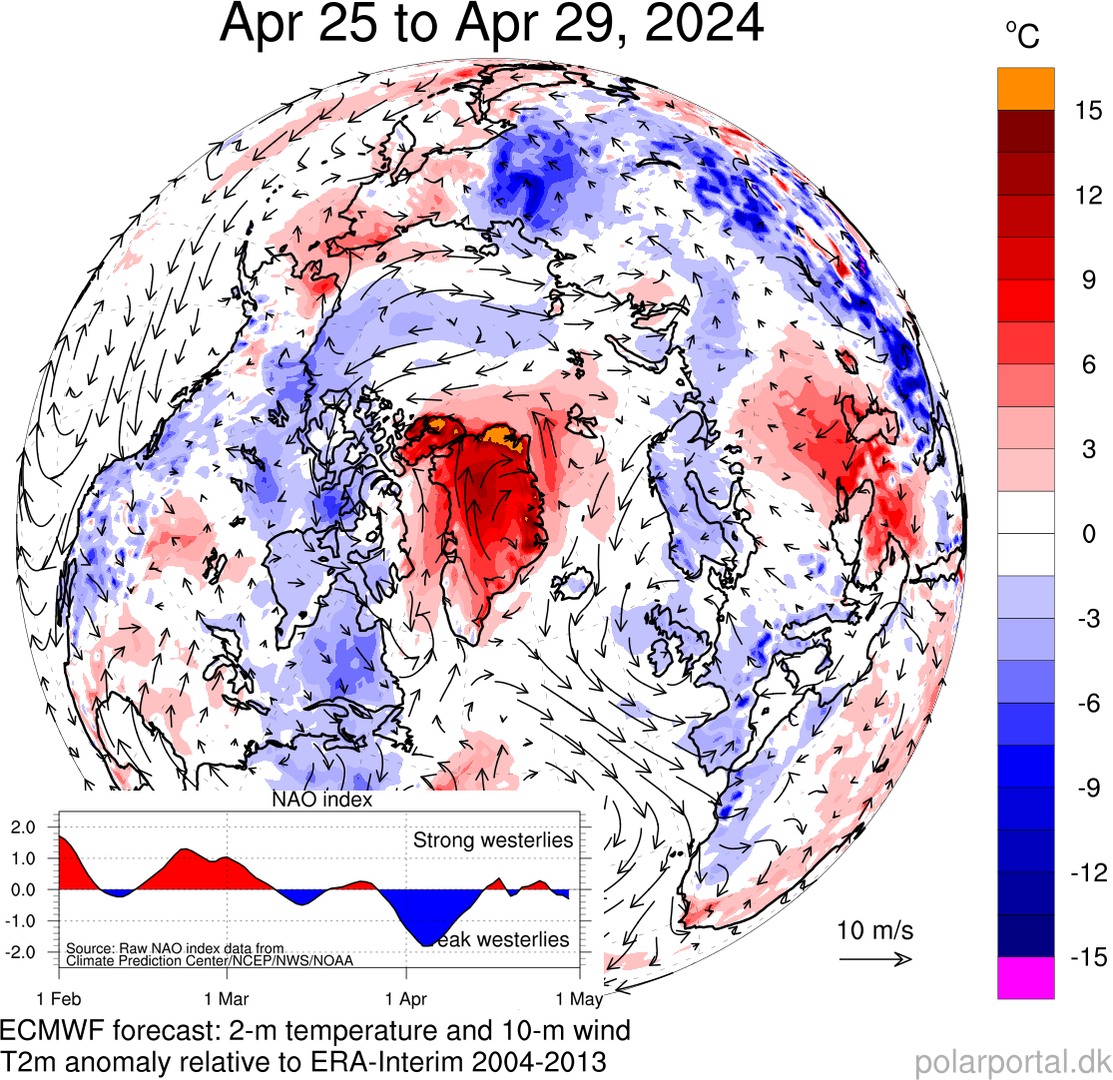 Apr 25 to Apr 29, 2024
°C
15
12
9
6
3
0
-3
-6
-9
-12
-15
10 m/s
NAO index
2.0
1.0
0.0
-1.0
-2.0
Strong westerlies
eak westerlies
Source: Raw NAO index data from
Climate Prediction Center/NCEP/NWS/NOAA
1 Feb
1 Mar
1 Apr
1 May
ECMWF forecast: 2-m temperature and 10-m wind
T2m anomaly relative to ERA-Interim 2004-2013
polarportal.dk